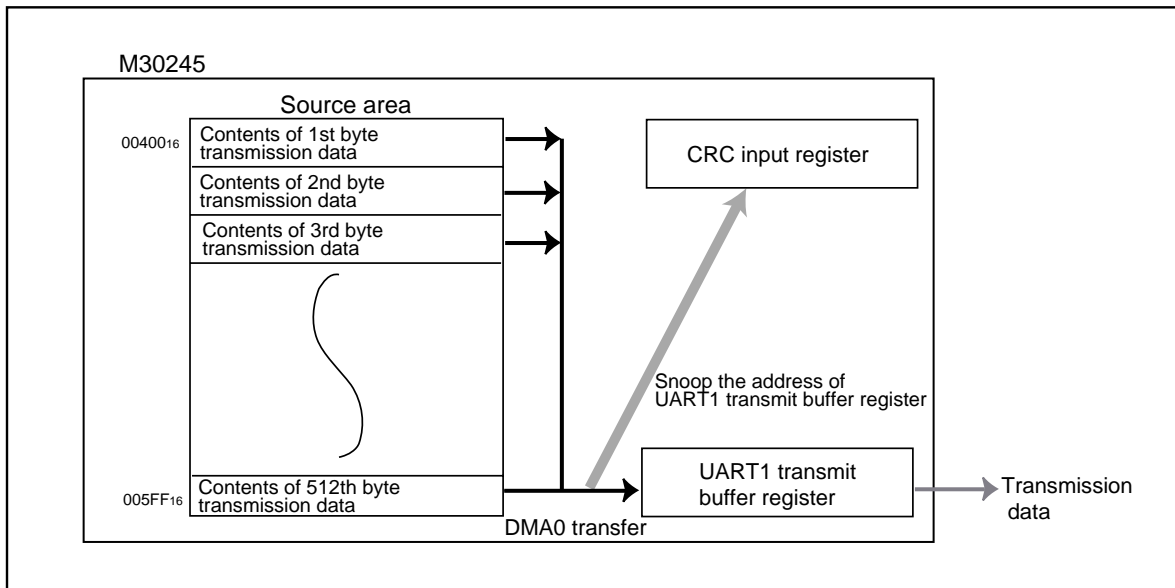 M30245
Source area
00400₁₆
Contents of 1st byte
transmission data
Contents of 2nd byte
transmission data
Contents of 3rd byte
transmission data
005FF₁₆
Contents of 512th byte
transmission data
DMA0 transfer
CRC input register
Snoop the address of
UART1 transmit buffer register
UART1 transmit
buffer register
Transmission
data